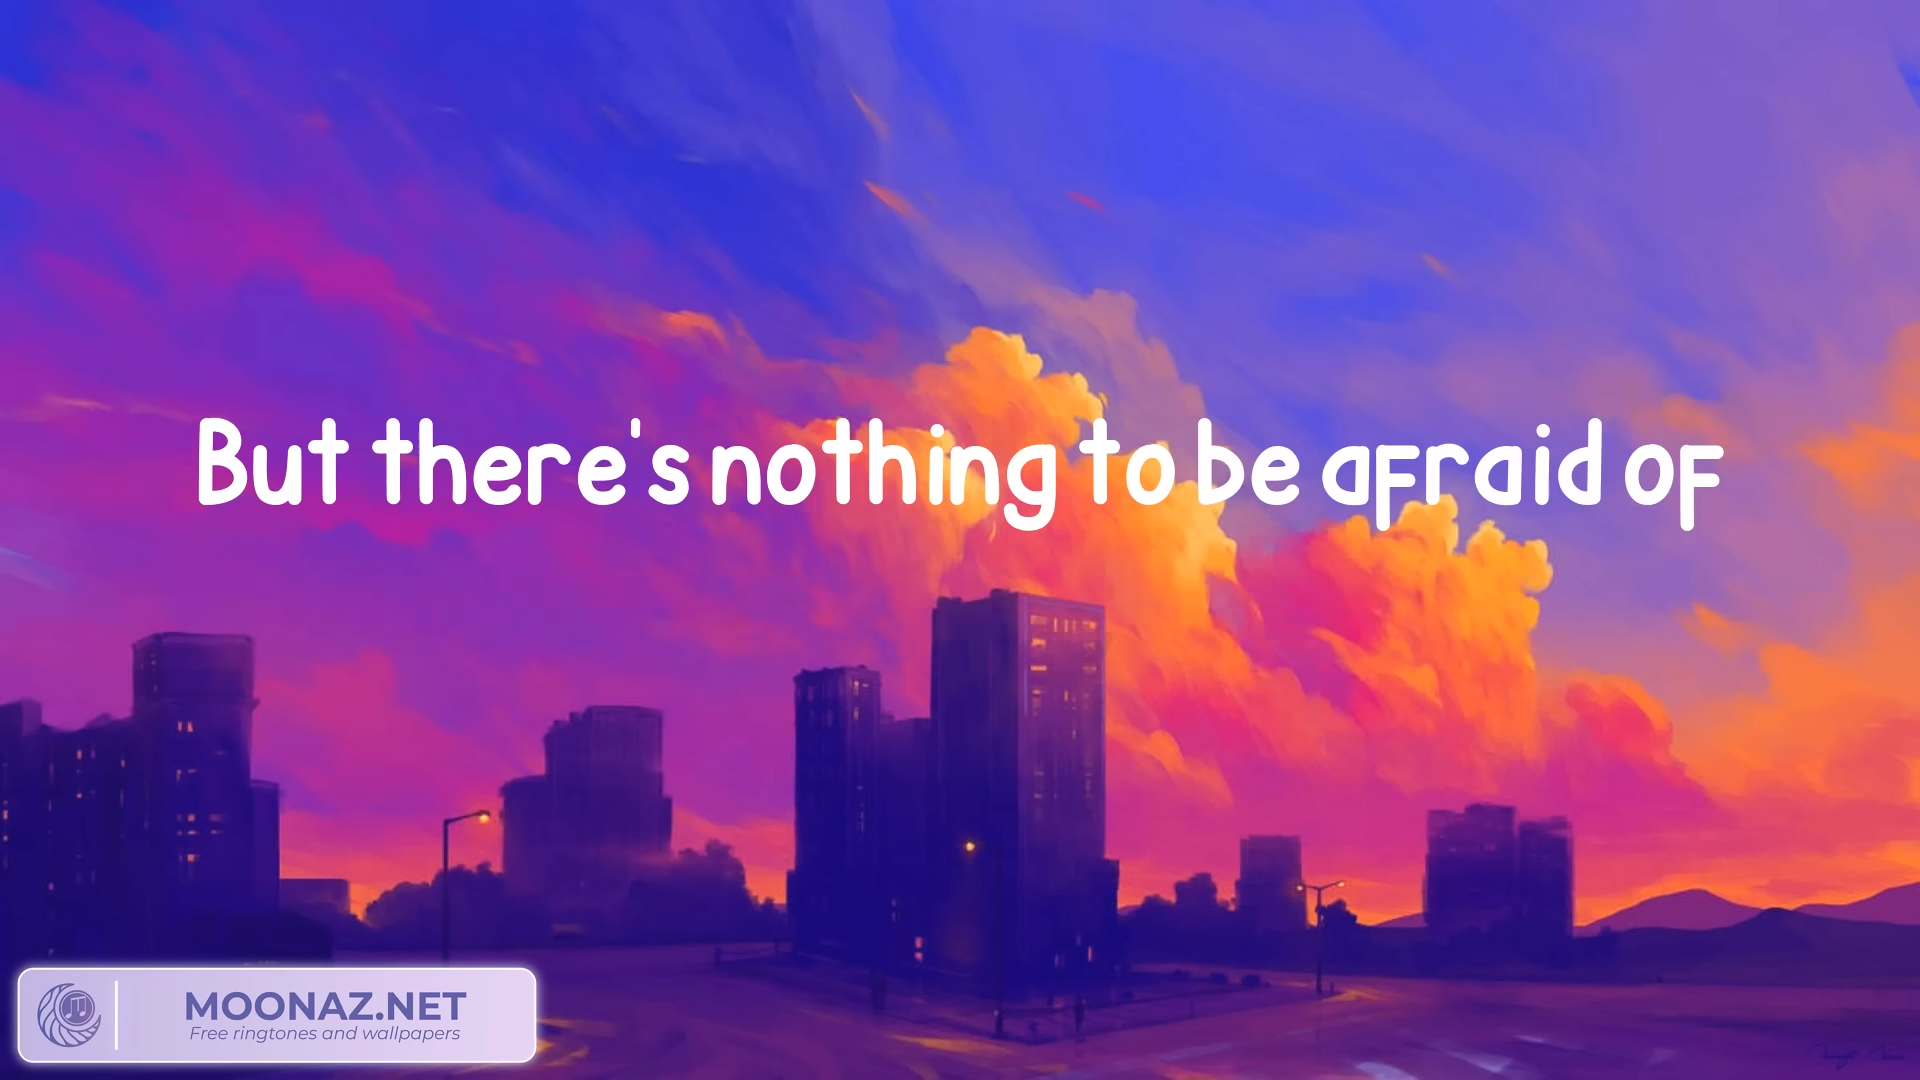 But there's nothing to be afraid of
MOONAZ.NET
Free ringtones and wallpapers